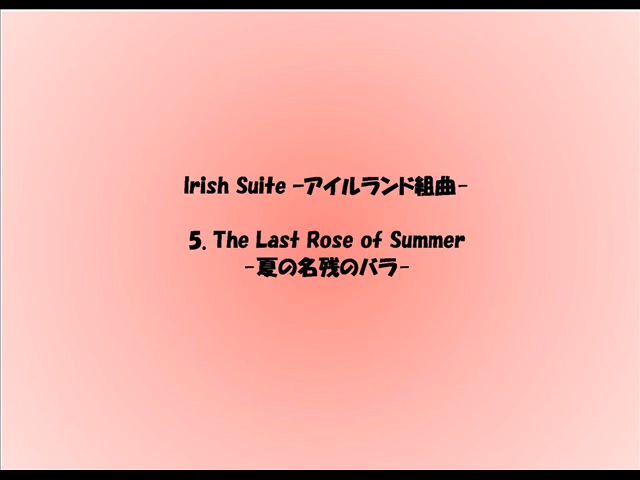 Irish Suite -アイルランド組曲-
5. The Last Rose of Summer
-夏の名残のバラ-